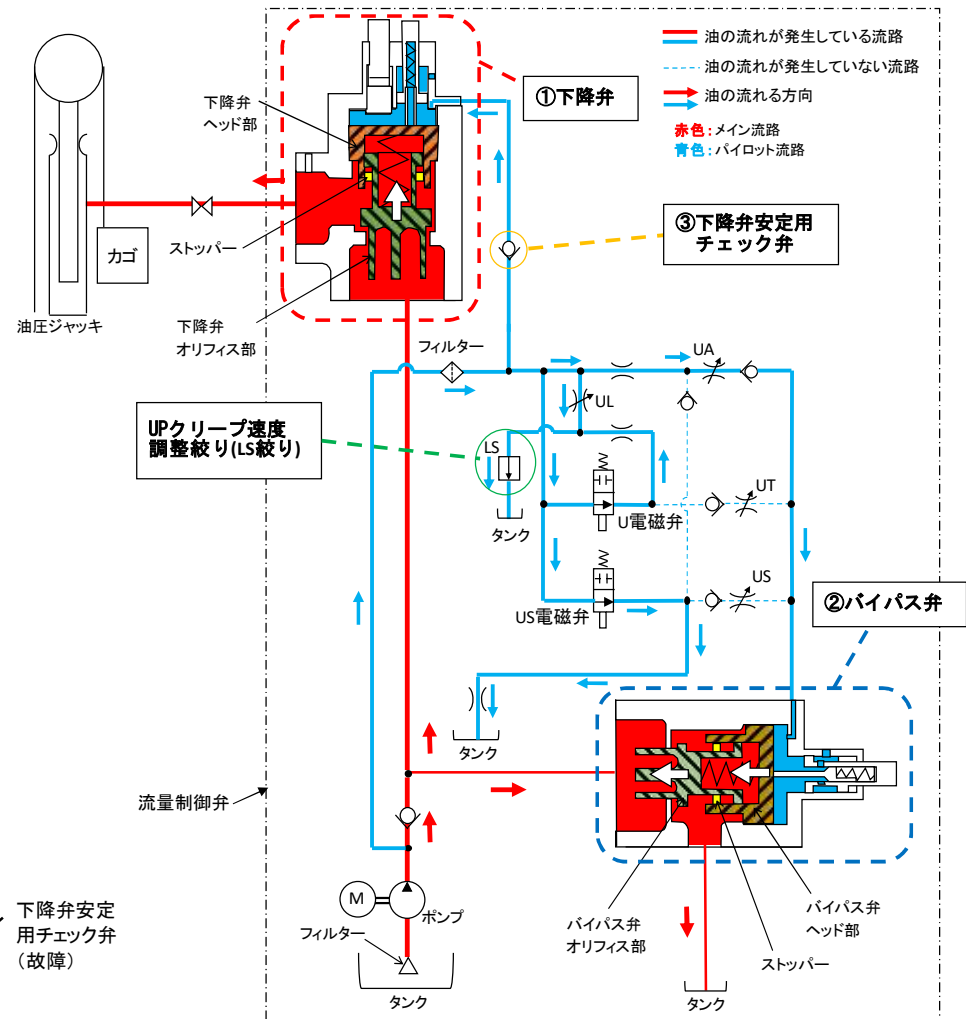 油の流れが発生している流路
油の流れが発生していない流路
油の流れる方向
赤色：メイン流路
青色：パイロット流路
①下降弁
下降弁
ヘッド部
③下降弁安定用
チェック弁
カゴ
ストッパー
油圧ジャッキ
下降弁
オリフィス部
フィルター
UA
UL
UPクリープ速度
調整絞り(LS絞り)
LS
タンク
U電磁弁
UT
US電磁弁
US
②バイパス弁
タンク
流量制御弁
M
ポンプ
フィルター
タンク
下降弁安定
用チェック弁
（故障）
バイパス弁
オリフィス部
バイパス弁
ヘッド部
ストッパー
タンク